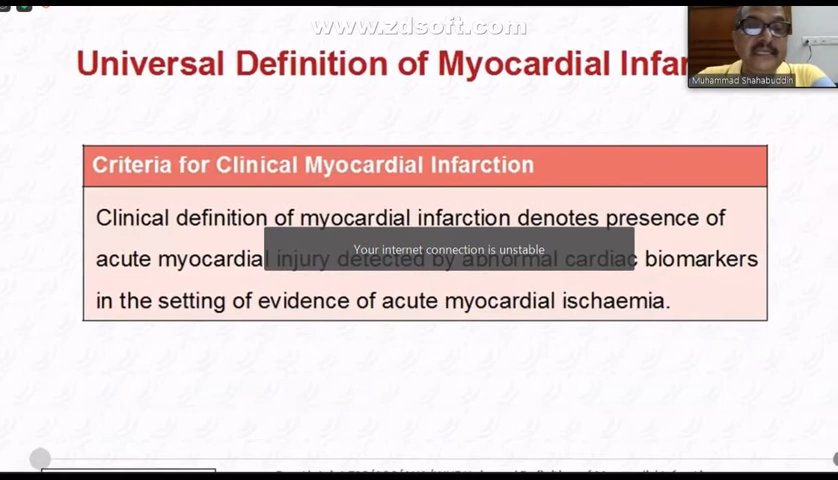 www.zdsoft.com
Universal Definition of Myocardial Infar
Muhammad Shahabuddin
Criteria for Clinical Myocardial Infarction
Clinical definition of myocardial infarction denotes presence of
acute myocardial injury detected by abnormal cardiac biomarkers
Your internet connection is unstable
in the setting of evidence of acute myocardial ischaemia.